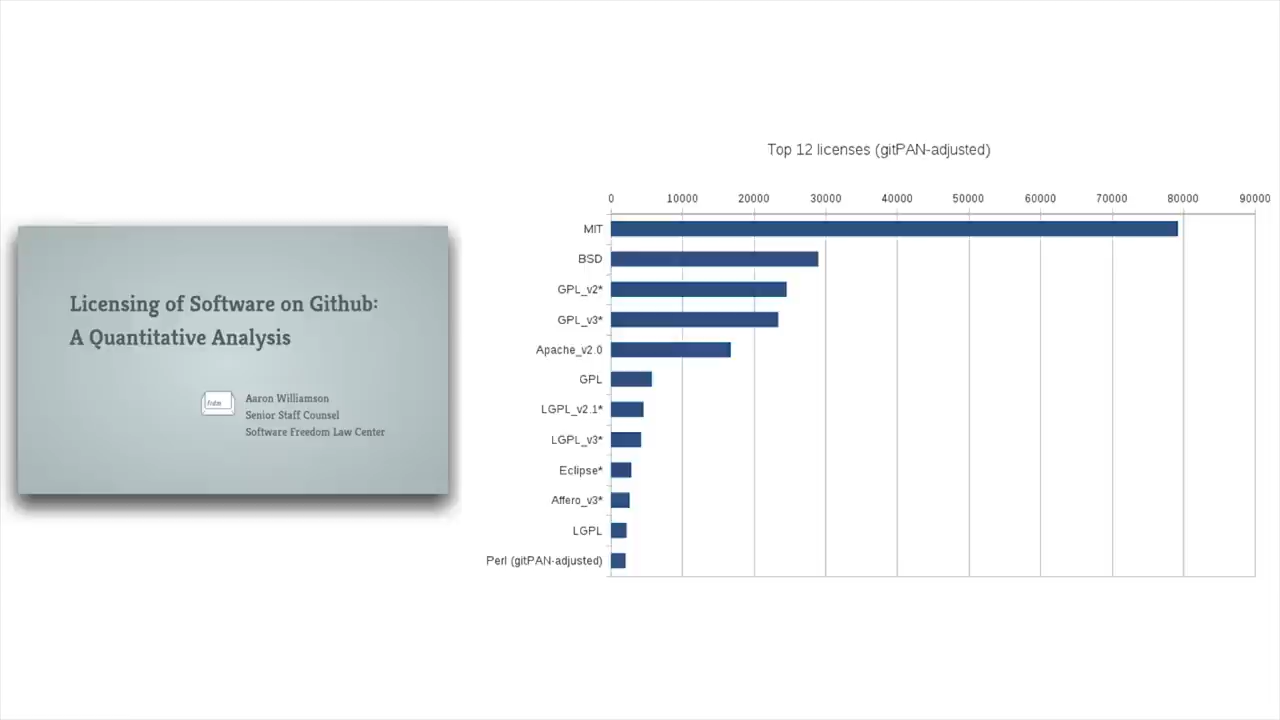 Licensing of Software on Github:
A Quantitative Analysis
Aaron Williamson
Senior Staff Counsel
Software Freedom Law Center
Top 12 licenses (gitPAN-adjusted)
0 10000 20000 30000 40000 50000 60000 70000 80000 90000
MIT
BSD
GPL_v2*
GPL_v3*
Apache_v2.0
GPL
LGPL_v2.1*
LGPL_v3*
Eclipse*
Affero_v3*
LGPL
Perl (gitPAN-adjusted)